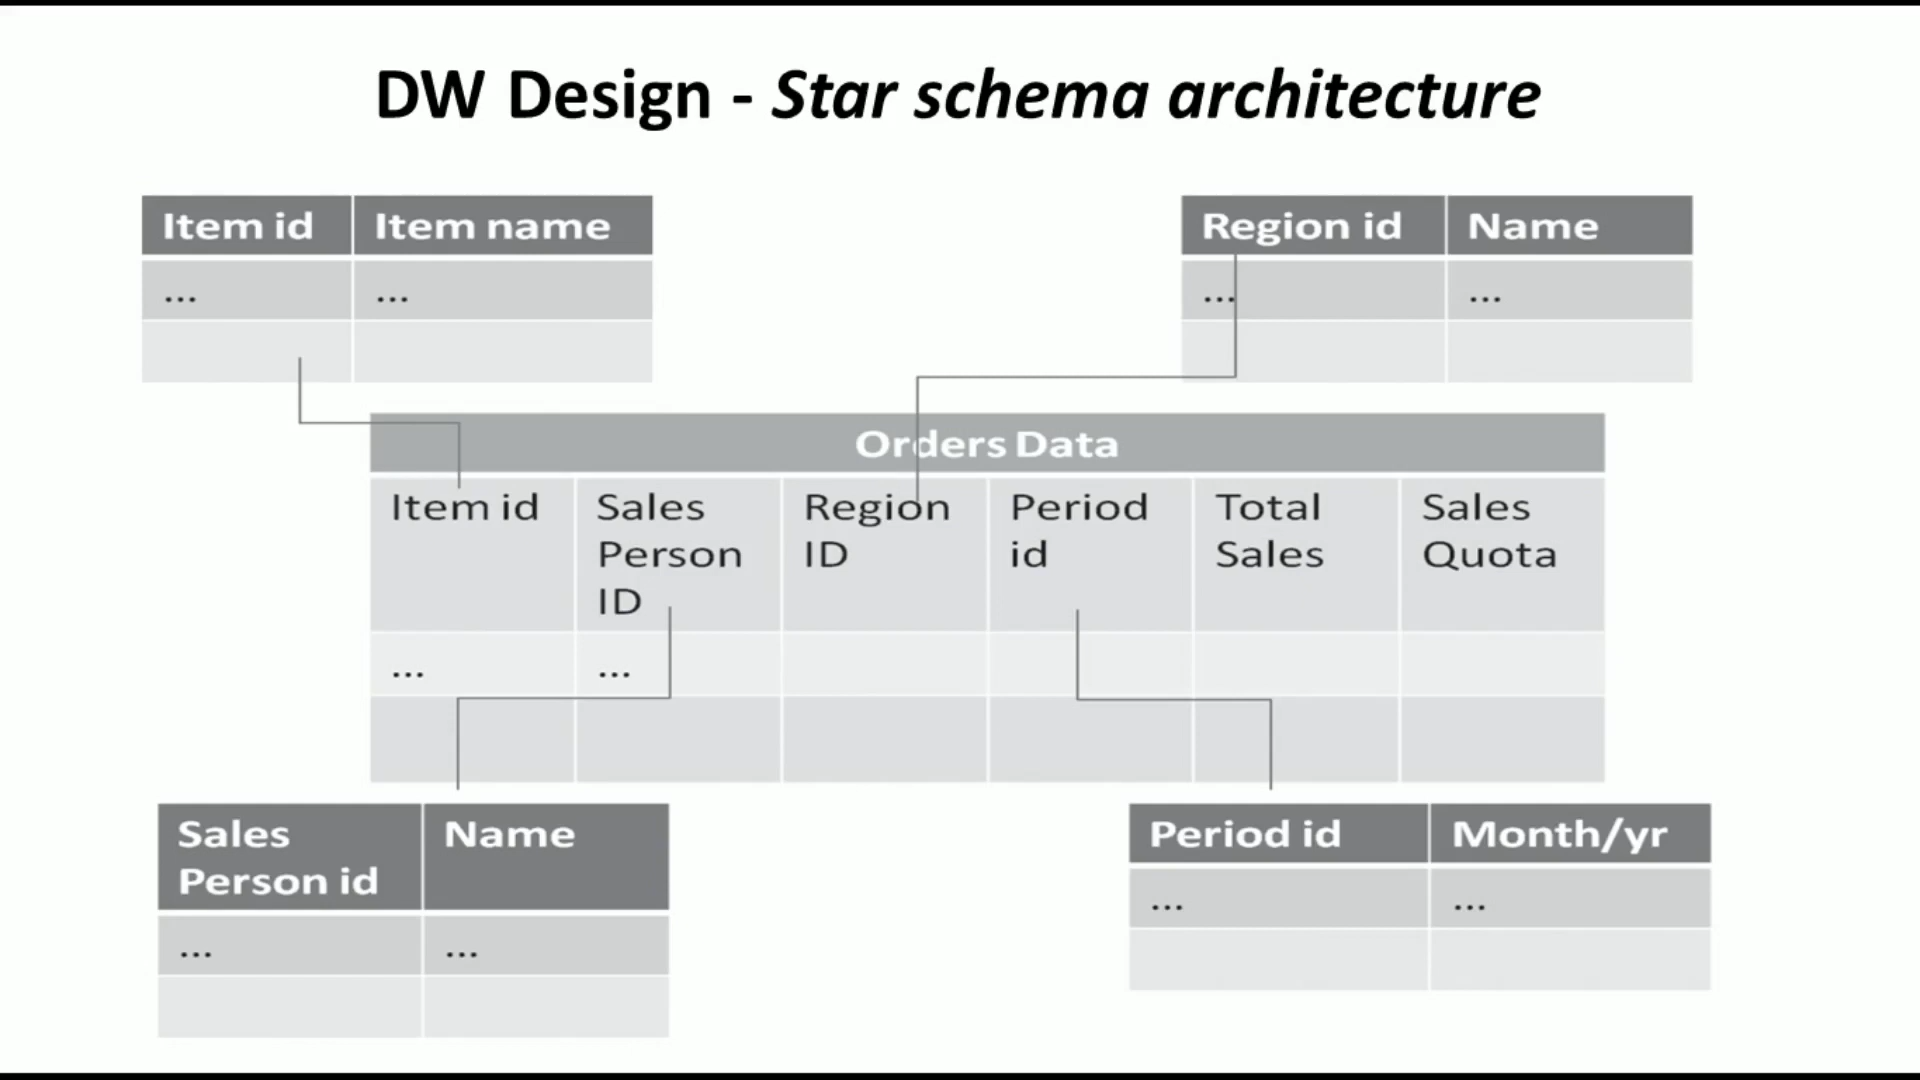 DW Design - Star schema architecture
Item id Item name
... ...
Region id Name
... ...
Orders Data
Item id Sales Person ID Region ID Period id Total Sales Sales Quota
... ...
Sales Person id Name
... ...
Period id Month/yr
... ...